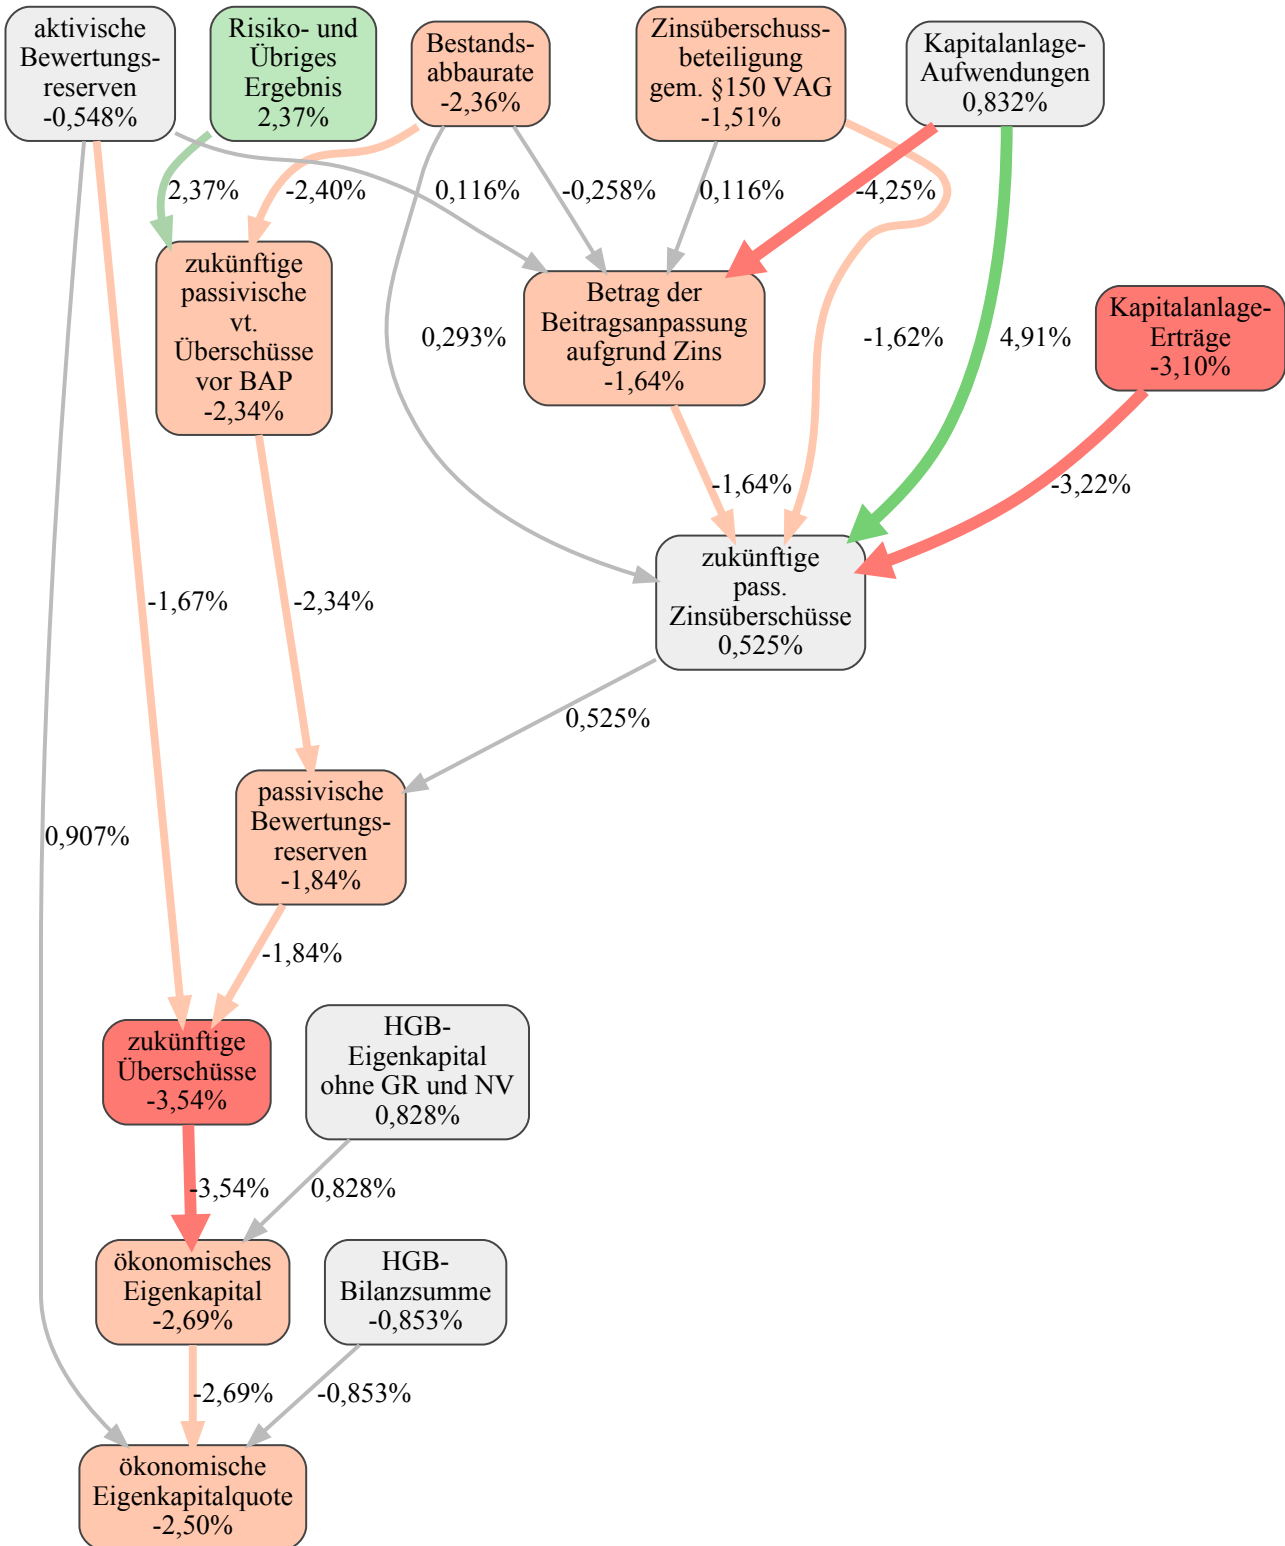 aktivische
Bewertungs-
reserven
-0,548%
Risiko- und
Übriges
Ergebnis
2,37%
Bestands-
abbaurate
-2,36%
Zinsüberschuss-
beteiligung
gem. §150 VAG
-1,51%
Kapitalanlage-
Aufwendungen
0,832%
2,37%
-2,40%
0,116%
-0,258%
0,116%
-4,25%
zukünftige
passivische
vt.
Überschüsse
vor BAP
-2,34%
0,293%
Betrag der
Beitragsanpassung
aufgrund Zins
-1,64%
-1,62%
4,91%
Kapitalanlage-
Erträge
-3,10%
-1,64%
-3,22%
zukünftige
pass.
Zinsüberschüsse
0,525%
-1,67%
-2,34%
0,525%
passivische
Bewertungs-
reserven
-1,84%
0,907%
-1,84%
zukünftige
Überschüsse
-3,54%
HGB-
Eigenkapital
ohne GR und NV
0,828%
-3,54%
0,828%
ökonomisches
Eigenkapital
-2,69%
HGB-
Bilanzsumme
-0,853%
-2,69%
-0,853%
ökonomische
Eigenkapitalquote
-2,50%